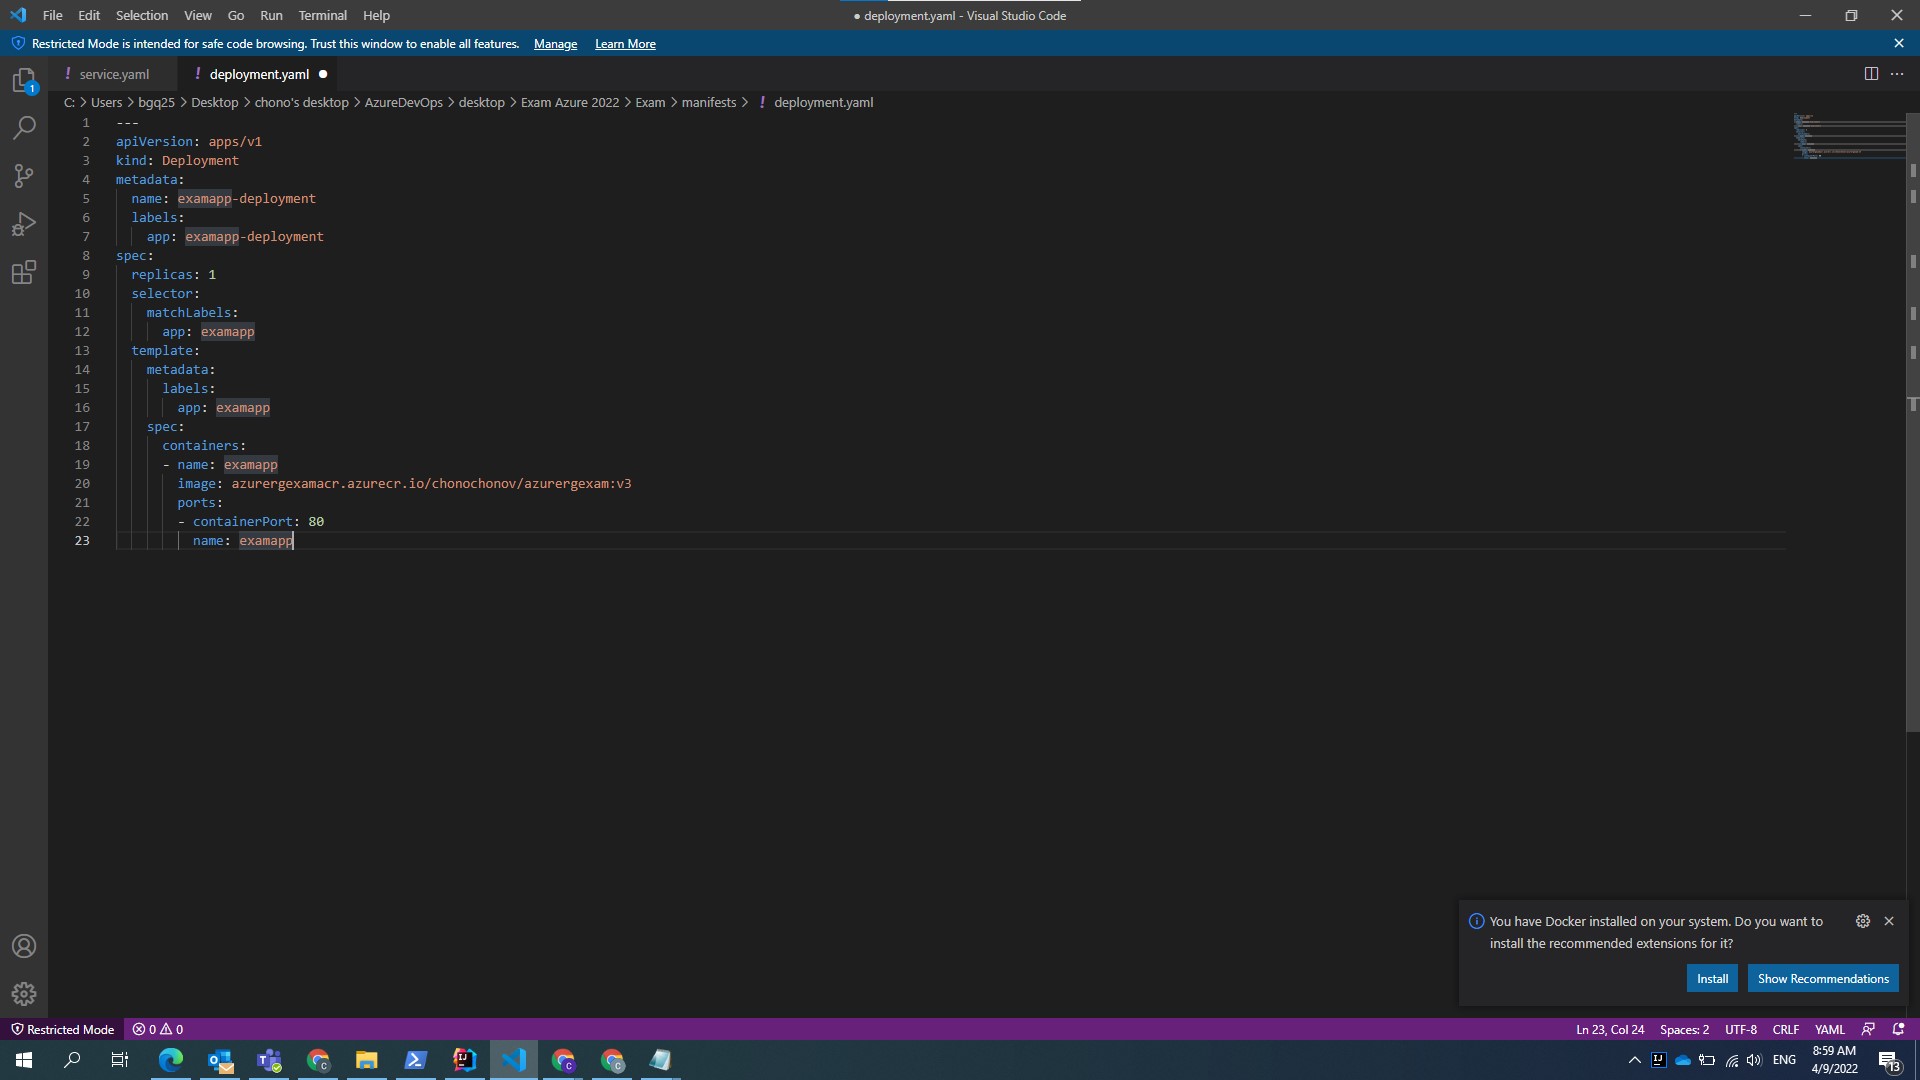 File Edit Selection View Go Run Terminal Help
● deployment.yaml - Visual Studio Code
Restricted Mode is intended for safe code browsing. Trust this window to enable all features. Manage Learn More
1
! service.yaml
! deployment.yaml ●
C: > Users > bgq25 > Desktop > chono's desktop > AzureDevOps > desktop > Exam Azure 2022 > Exam > manifests > ! deployment.yaml
1 ---
2 apiVersion: apps/v1
3 kind: Deployment
4 metadata:
5   name: examapp-deployment
6   labels:
7     app: examapp-deployment
8 spec:
9   replicas: 1
10   selector:
11     matchLabels:
12       app: examapp
13   template:
14     metadata:
15       labels:
16         app: examapp
17     spec:
18       containers:
19       - name: examapp
20         image: azurergexamacr.azurecr.io/chonochonov/azurergexam:v3
21         ports:
22         - containerPort: 80
23           name: examapp
You have Docker installed on your system. Do you want to
install the recommended extensions for it?
Install Show Recommendations
Restricted Mode 0 0
Ln 23, Col 24 Spaces: 2 UTF-8 CRLF YAML
ENG
8:59 AM
4/9/2022
13